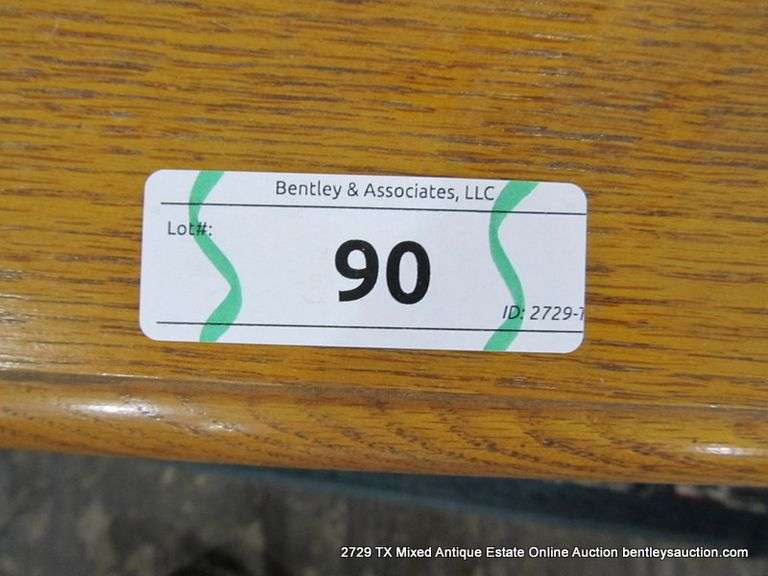 Bentley & Associates, LLC
Lot#:
90
ID: 2729-T
2729 TX Mixed Antique Estate Online Auction bentleysauction.com